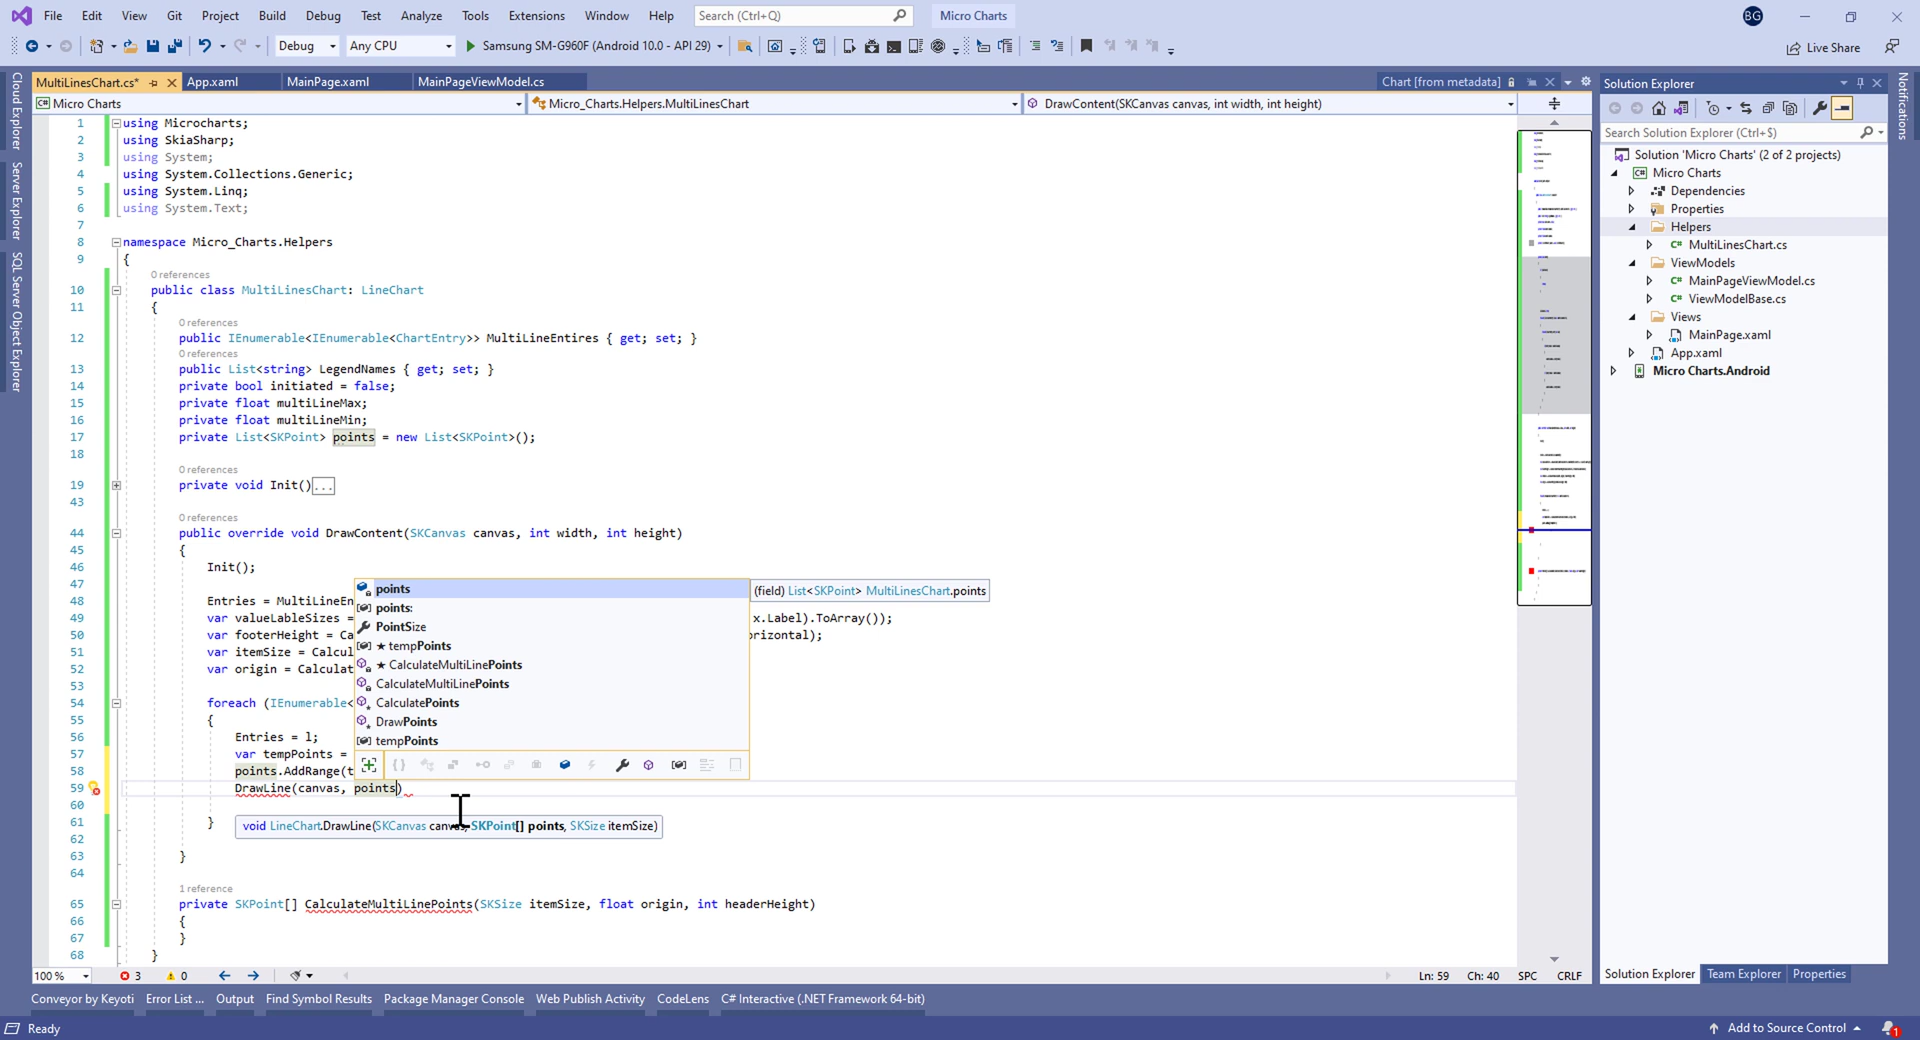 File Edit View Git Project Build Debug Test Analyze Tools Extensions Window Help Search (Ctrl+Q) Micro Charts BG
Debug Any CPU Samsung SM-G960F (Android 10.0 - API 29) Live Share
MultiLinesChart.cs* App.xaml MainPage.xaml MainPageViewModel.cs Chart [from metadata]
Micro Charts Micro_Charts.Helpers.MultiLinesChart DrawContent(SKCanvas canvas, int width, int height)
Cloud Explorer
Server Explorer
SQL Server Object Explorer
1 using Microcharts;
2 using SkiaSharp;
3 using System;
4 using System.Collections.Generic;
5 using System.Linq;
6 using System.Text;
7
8 namespace Micro_Charts.Helpers
9 {
0 references
10 public class MultiLinesChart: LineChart
11 {
0 references
12 public IEnumerable<IEnumerable<ChartEntry>> MultiLineEntires { get; set; }
0 references
13 public List<string> LegendNames { get; set; }
14 private bool initiated = false;
15 private float multiLineMax;
16 private float multiLineMin;
17 private List<SKPoint> points = new List<SKPoint>();
18
0 references
19 private void Init()...
43
0 references
44 public override void DrawContent(SKCanvas canvas, int width, int height)
45 {
46 Init();
47
48 Entries = MultiLineEn
49 var valueLableSizes = x.Label).ToArray());
50 var footerHeight = Ca orizontal);
51 var itemSize = Calcul
52 var origin = Calculat
53
54 foreach (IEnumerable<
55 {
56 Entries = l;
57 var tempPoints =
58 points.AddRange(t
59 DrawLine(canvas, points)
60
61 }
62
63 }
64
1 reference
65 private SKPoint[] CalculateMultiLinePoints(SKSize itemSize, float origin, int headerHeight)
66 {
67 }
68 }
points
points:
PointSize
★ tempPoints
★ CalculateMultiLinePoints
CalculateMultiLinePoints
CalculatePoints
DrawPoints
tempPoints
(field) List<SKPoint> MultiLinesChart.points
void LineChart.DrawLine(SKCanvas canvas, SKPoint[] points, SKSize itemSize)
100 % 3 0 Ln: 59 Ch: 40 SPC CRLF
Conveyor by Keyoti Error List ... Output Find Symbol Results Package Manager Console Web Publish Activity CodeLens C# Interactive (.NET Framework 64-bit)
Ready Add to Source Control 1
Solution Explorer
Search Solution Explorer (Ctrl+$)
Solution 'Micro Charts' (2 of 2 projects)
Micro Charts
Dependencies
Properties
Helpers
C# MultiLinesChart.cs
ViewModels
C# MainPageViewModel.cs
C# ViewModelBase.cs
Views
MainPage.xaml
App.xaml
Micro Charts.Android
Solution Explorer Team Explorer Properties
Notifications